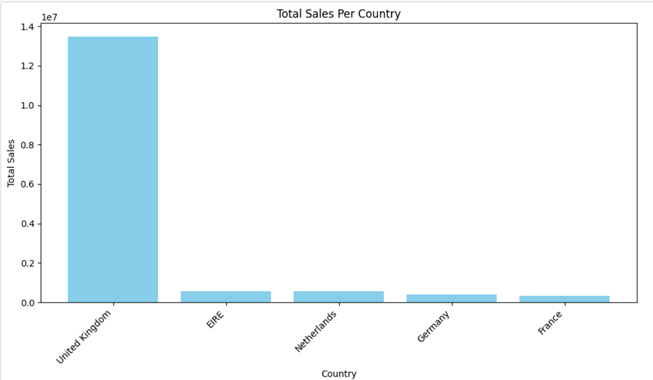 Total Sales Per Country
1e7
1.4
1.2
1.0
0.8
0.6
0.4
0.2
0.0
Total Sales
United Kingdom
EIRE
Netherlands
Germany
France
Country